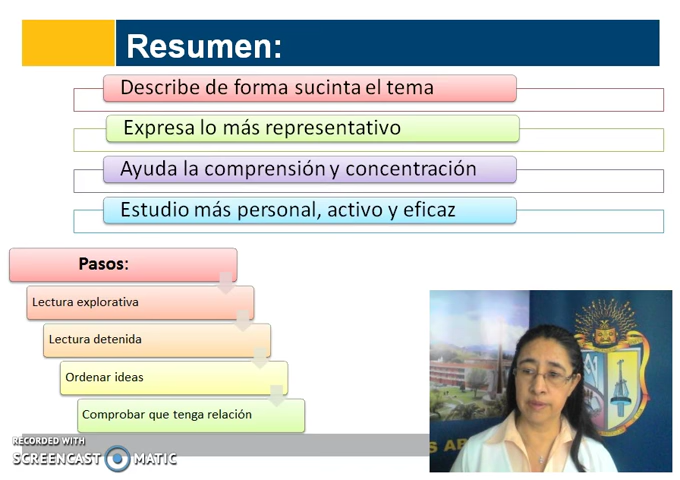 Resumen:
Describe de forma sucinta el tema
Expresa lo más representativo
Ayuda la comprensión y concentración
Estudio más personal, activo y eficaz
Pasos:
Lectura explorativa
Lectura detenida
Ordenar ideas
Comprobar que tenga relación
RECORDED WITH
SCREENCAST MATIC
S AB